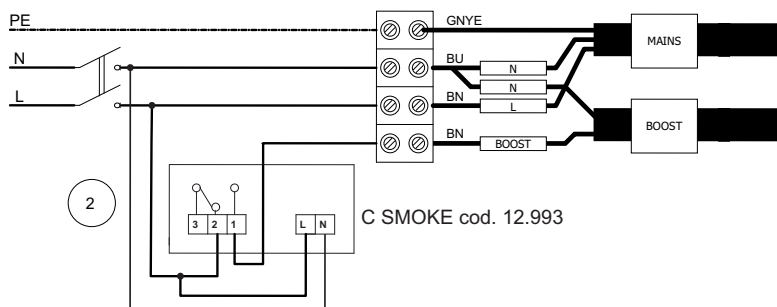 PE
GNYE
MAINS
N
BU
N
N
L
BN
L
BOOST
BN
BOOST
2
3 2 1
L N
C SMOKE cod. 12.993